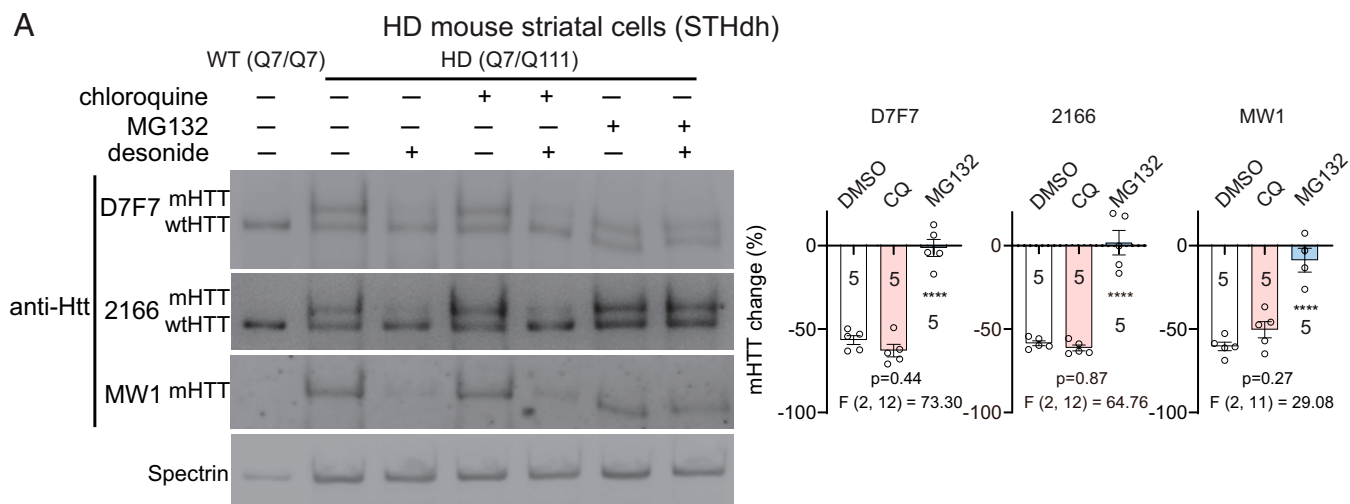 A
HD mouse striatal cells (STHdh)
WT (Q7/Q7) HD (Q7/Q111)
chloroquine – – – + + – –
MG132 – – – – – + +
desonide – – + – + – +
anti-Htt
D7F7 mHTT
wtHTT
2166 mHTT
wtHTT
MW1 mHTT
Spectrin
D7F7 2166 MW1
DMSO CQ MG132 DMSO CQ MG132 DMSO CQ MG132
mHTT change (%)
20 20 20
0 0 0
5 5 5 5 5 5
**** **** ****
5 5 5
-50 -50 -50
p=0.44 p=0.87 p=0.27
F (2, 12) = 73.30 F (2, 12) = 64.76 F (2, 11) = 29.08
-100 -100 -100